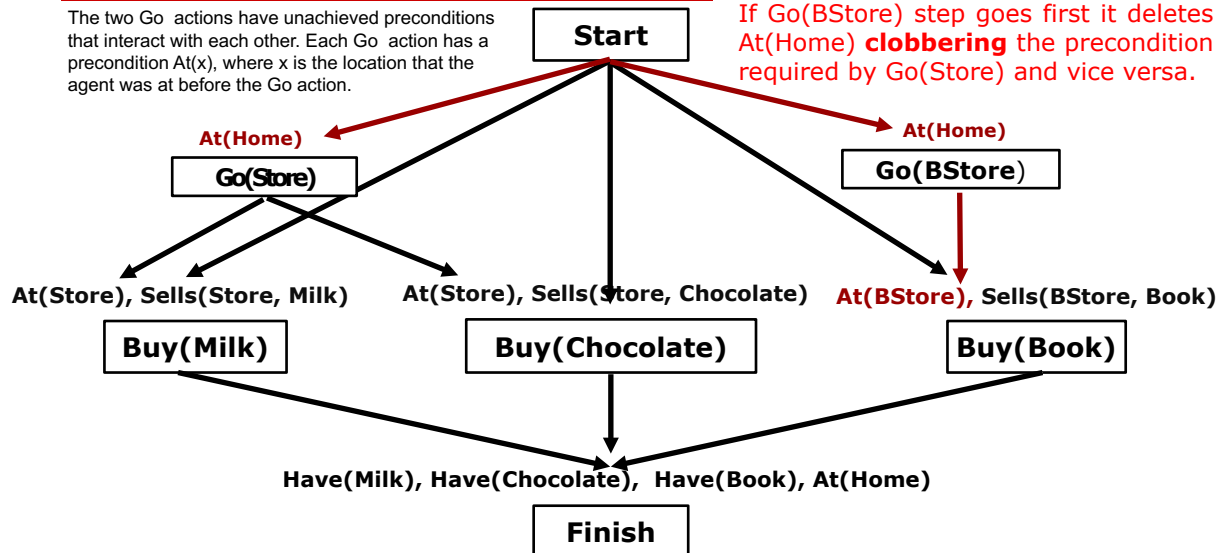 The two Go actions have unachieved preconditions
that interact with each other. Each Go action has a
precondition At(x), where x is the location that the
agent was at before the Go action.
Start
If Go(BStore) step goes first it deletes
At(Home) clobbering the precondition
required by Go(Store) and vice versa.
At(Home)
At(Home)
Go(Store)
Go(BStore)
At(Store), Sells(Store, Milk)
At(Store), Sells(Store, Chocolate)
At(BStore), Sells(BStore, Book)
Buy(Milk)
Buy(Chocolate)
Buy(Book)
Have(Milk), Have(Chocolate), Have(Book), At(Home)
Finish